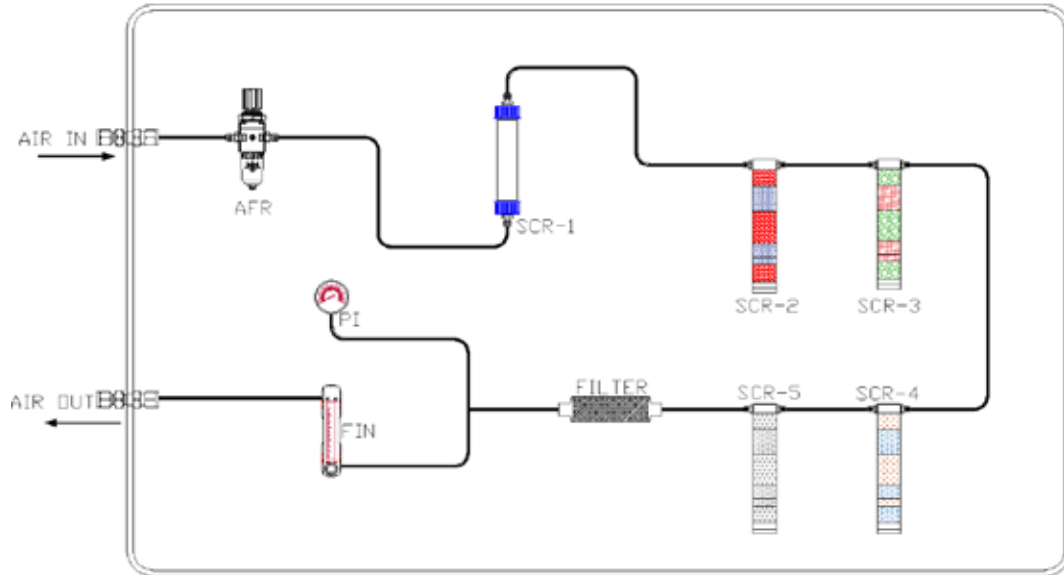 AIR IN
AFR
SCR-1
SCR-2
SCR-3
PI
AIR OUT
FIN
FILTER
SCR-5
SCR-4